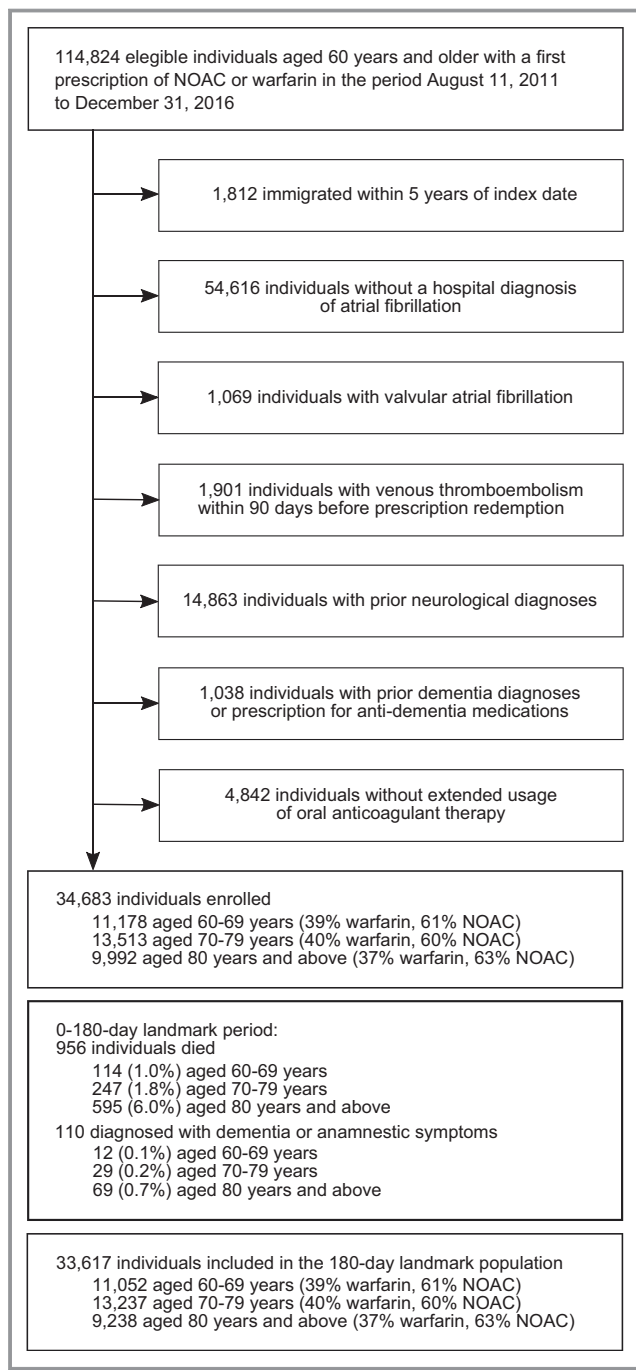 114,824 elegible individuals aged 60 years and older with a first
prescription of NOAC or warfarin in the period August 11, 2011
to December 31, 2016
1,812 immigrated within 5 years of index date
54,616 individuals without a hospital diagnosis
of atrial fibrillation
1,069 individuals with valvular atrial fibrillation
1,901 individuals with venous thromboembolism
within 90 days before prescription redemption
14,863 individuals with prior neurological diagnoses
1,038 individuals with prior dementia diagnoses
or prescription for anti-dementia medications
4,842 individuals without extended usage
of oral anticoagulant therapy
34,683 individuals enrolled
11,178 aged 60-69 years (39% warfarin, 61% NOAC)
13,513 aged 70-79 years (40% warfarin, 60% NOAC)
9,992 aged 80 years and above (37% warfarin, 63% NOAC)
0-180-day landmark period:
956 individuals died
114 (1.0%) aged 60-69 years
247 (1.8%) aged 70-79 years
595 (6.0%) aged 80 years and above
110 diagnosed with dementia or anamnestic symptoms
12 (0.1%) aged 60-69 years
29 (0.2%) aged 70-79 years
69 (0.7%) aged 80 years and above
33,617 individuals included in the 180-day landmark population
11,052 aged 60-69 years (39% warfarin, 61% NOAC)
13,237 aged 70-79 years (40% warfarin, 60% NOAC)
9,238 aged 80 years and above (37% warfarin, 63% NOAC)